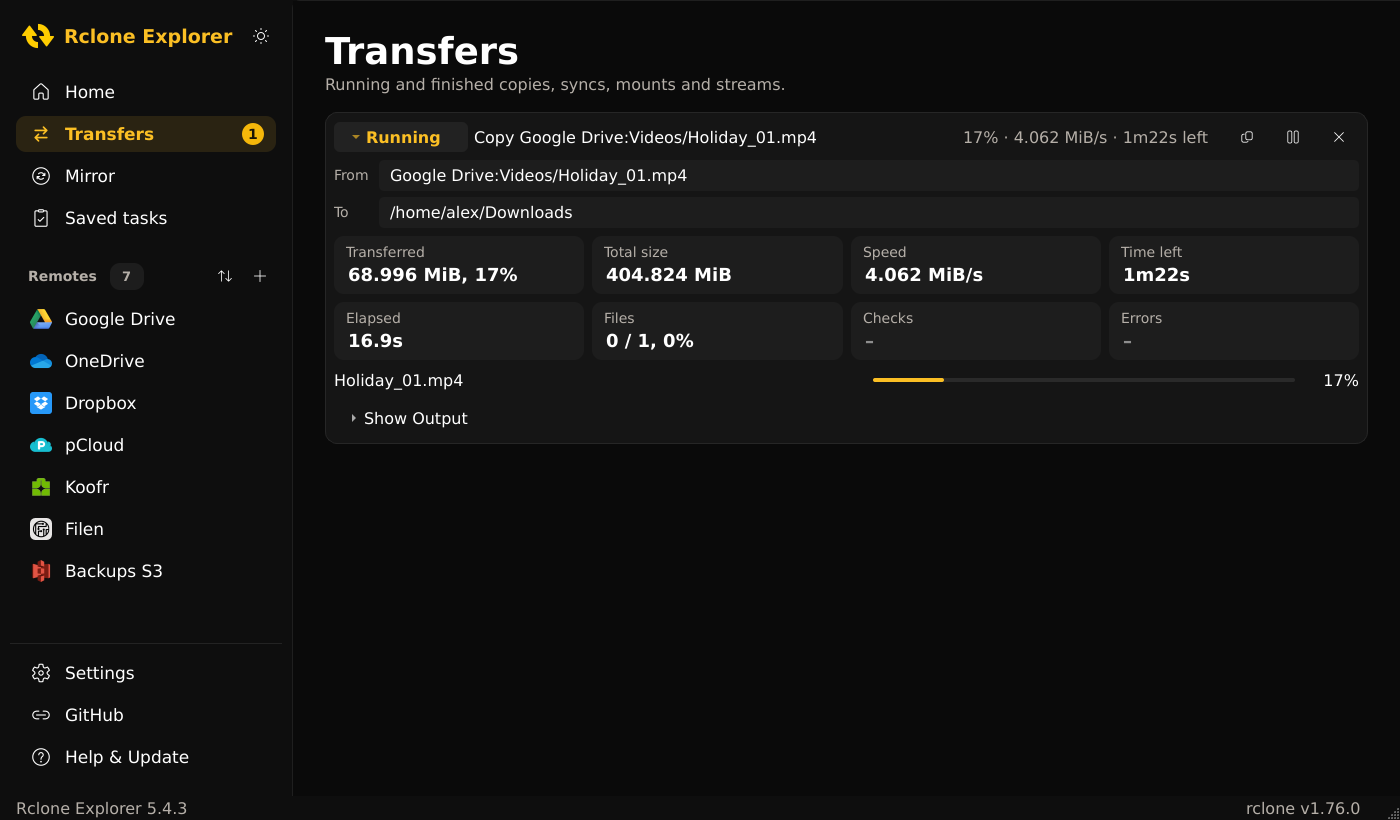 Rclone Explorer
Home
Transfers 1
Mirror
Saved tasks
Remotes 7
Google Drive
OneDrive
Dropbox
pCloud
Koofr
Filen
Backups S3
Settings
GitHub
Help & Update
Transfers
Running and finished copies, syncs, mounts and streams.
Running Copy Google Drive:Videos/Holiday_01.mp4 17% · 4.062 MiB/s · 1m22s left
From Google Drive:Videos/Holiday_01.mp4
To /home/alex/Downloads
Transferred Total size Speed Time left
68.996 MiB, 17% 404.824 MiB 4.062 MiB/s 1m22s
Elapsed Files Checks Errors
16.9s 0 / 1, 0% – –
Holiday_01.mp4 17%
Show Output
Rclone Explorer 5.4.3 rclone v1.76.0